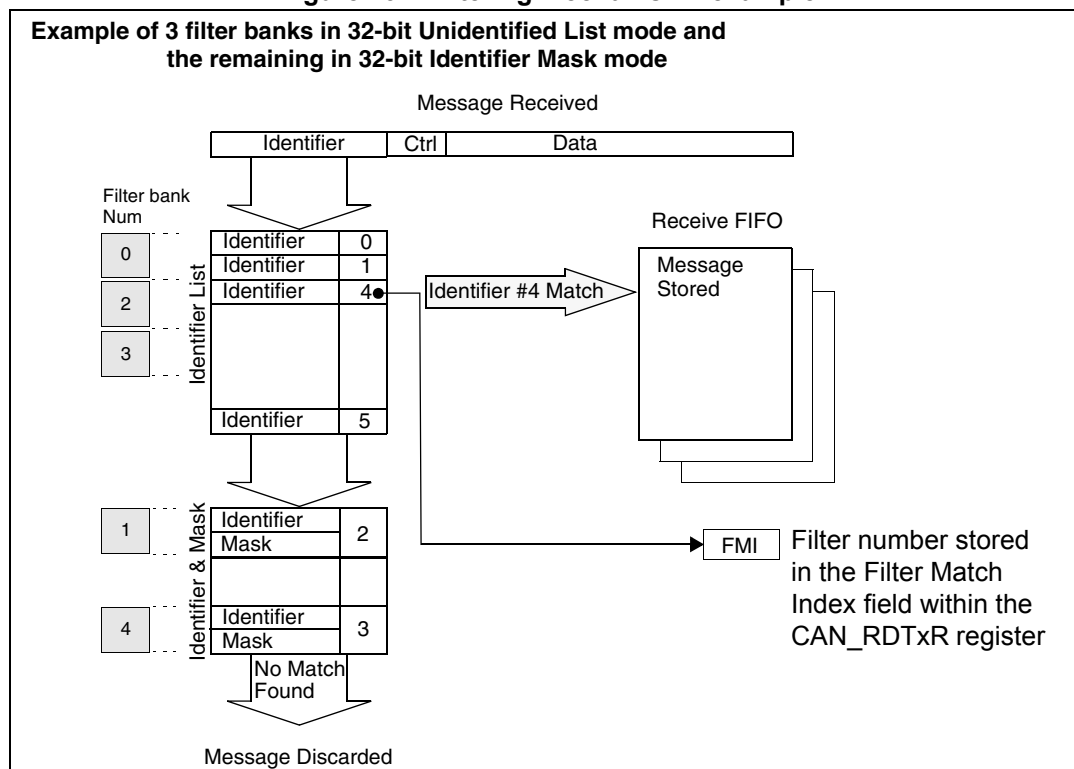 Example of 3 filter banks in 32-bit Unidentified List mode and
the remaining in 32-bit Identifier Mask mode
Message Received
Identifier Ctrl Data
Filter bank
Num
Receive FIFO
0
2
3
Identifier List
Identifier 0
Identifier 1
Identifier 4
Identifier 5
Identifier #4 Match
Message
Stored
1
4
Identifier & Mask
Identifier
Mask
2
Identifier
Mask
3
FMI
Filter number stored
in the Filter Match
Index field within the
CAN_RDTxR register
No Match
Found
Message Discarded